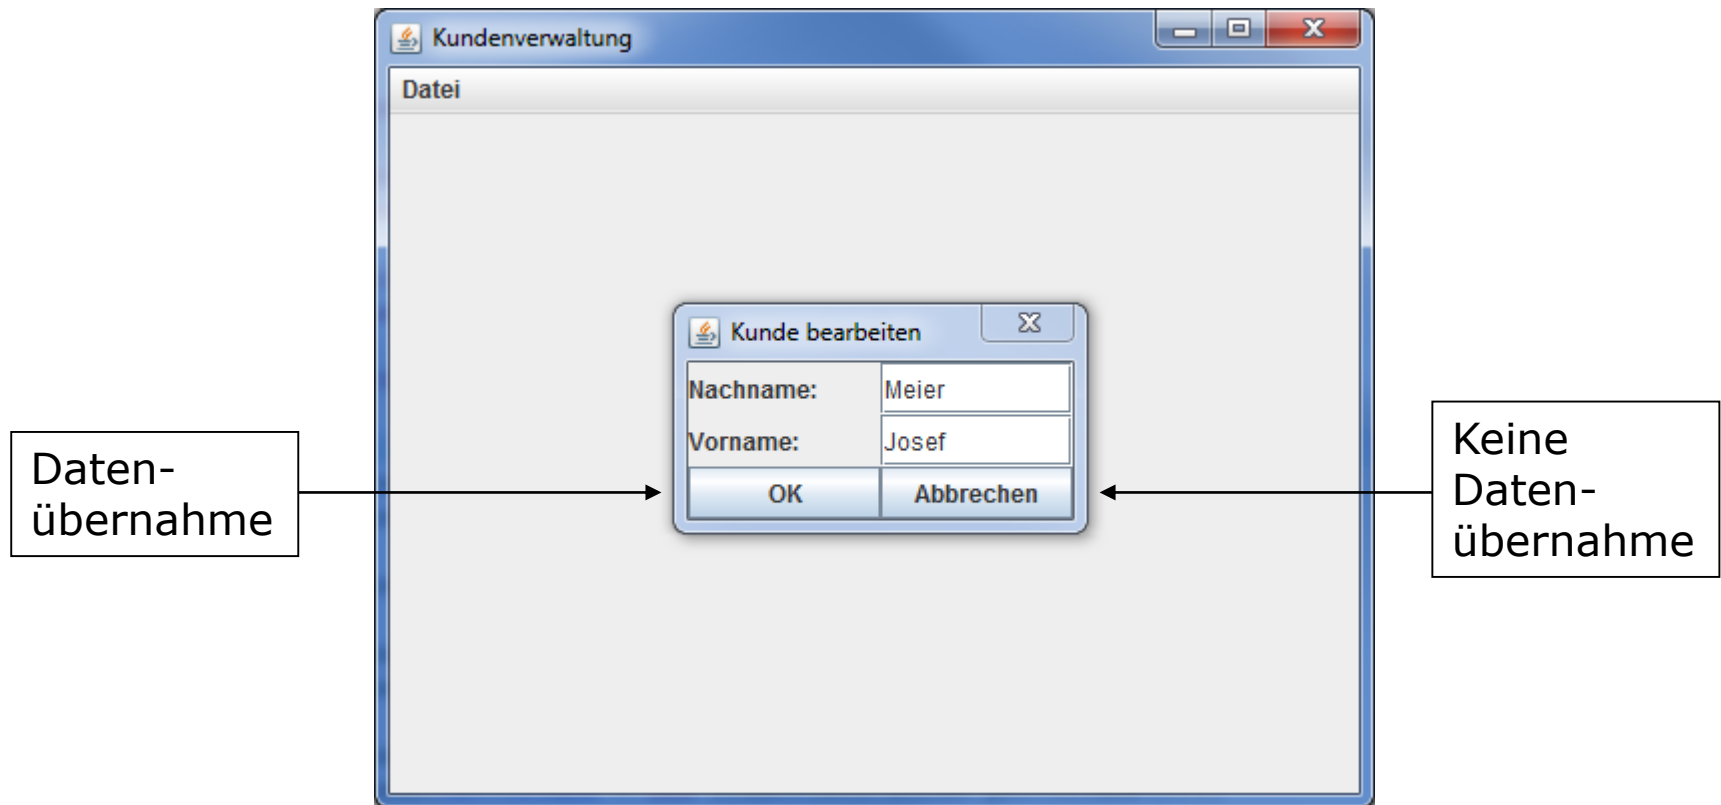 Kundenverwaltung
Datei
Kunde bearbeiten
Nachname: Meier
Vorname: Josef
OK Abbrechen
Daten-
übernahme
Keine
Daten-
übernahme